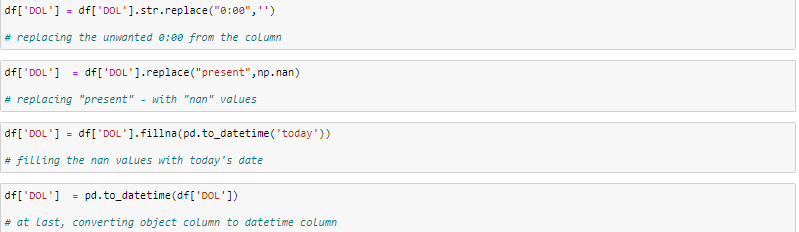 df['DOL'] = df['DOL'].str.replace("0:00",'')
# replacing the unwanted 0:00 from the column
df['DOL']  = df['DOL'].replace("present",np.nan)
# replacing "present" - with "nan" values
df['DOL'] = df['DOL'].fillna(pd.to_datetime('today'))
# filling the nan values with today's date
df['DOL']  = pd.to_datetime(df['DOL'])
# at last, converting object column to datetime column